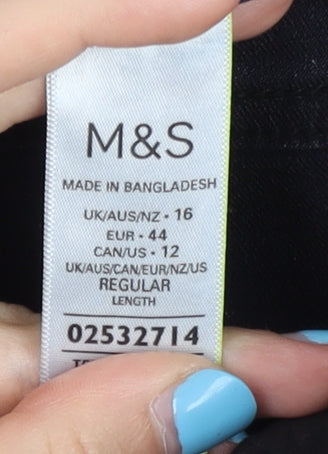 M&S
MADE IN BANGLADESH
UK/AUS/NZ • 16
EUR • 44
CAN/US • 12
UK/AUS/CAN/EUR/NZ/US
REGULAR
LENGTH
02532714